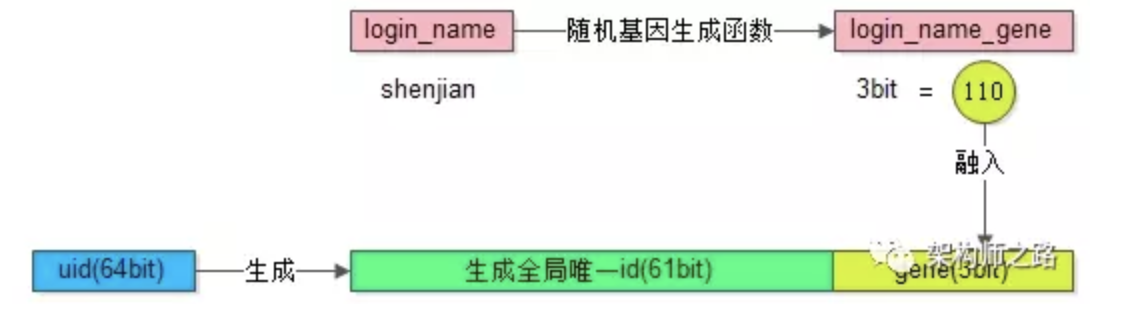 login_name 随机基因生成函数 login_name_gene
shenjian 3bit = 110
融入
架构师之路
uid(64bit) 生成 生成全局唯一id(61bit) gene(3bit)